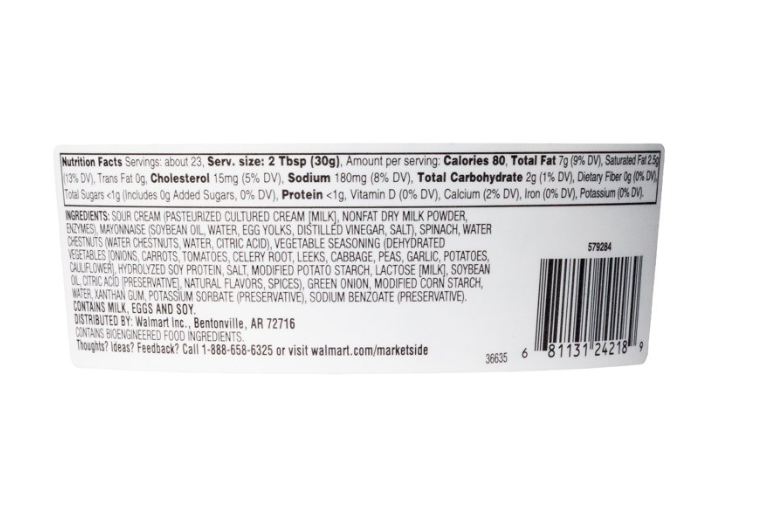 Nutrition Facts Servings: about 23, Serv. size: 2 Tbsp (30g), Amount per serving: Calories 80, Total Fat 7g (9% DV), Saturated Fat 2.5g
(13% DV), Trans Fat 0g, Cholesterol 15mg (5% DV), Sodium 180mg (8% DV), Total Carbohydrate 2g (1% DV), Dietary Fiber 0g (0% DV),
Total Sugars <1g (Includes 0g Added Sugars, 0% DV), Protein <1g, Vitamin D (0% DV), Calcium (2% DV), Iron (0% DV), Potassium (0% DV).
INGREDIENTS: SOUR CREAM (PASTEURIZED CULTURED CREAM [MILK], NONFAT DRY MILK POWDER,
ENZYMES), MAYONNAISE (SOYBEAN OIL, WATER, EGG YOLKS, DISTILLED VINEGAR, SALT), SPINACH, WATER
CHESTNUTS (WATER CHESTNUTS, WATER, CITRIC ACID), VEGETABLE SEASONING (DEHYDRATED
VEGETABLES [ONIONS, CARROTS, TOMATOES, CELERY ROOT, LEEKS, CABBAGE, PEAS, GARLIC, POTATOES,
CAULIFLOWER], HYDROLYZED SOY PROTEIN, SALT, MODIFIED POTATO STARCH, LACTOSE [MILK], SOYBEAN
OIL, CITRIC ACID [PRESERVATIVE], NATURAL FLAVORS, SPICES), GREEN ONION, MODIFIED CORN STARCH,
WATER, XANTHAN GUM, POTASSIUM SORBATE (PRESERVATIVE), SODIUM BENZOATE (PRESERVATIVE).
CONTAINS MILK, EGGS AND SOY.
DISTRIBUTED BY: Walmart Inc., Bentonville, AR 72716
CONTAINS BIOENGINEERED FOOD INGREDIENTS.
Thoughts? Ideas? Feedback? Call 1-888-658-6325 or visit walmart.com/marketside
579284
36635
6 81131 24218 9